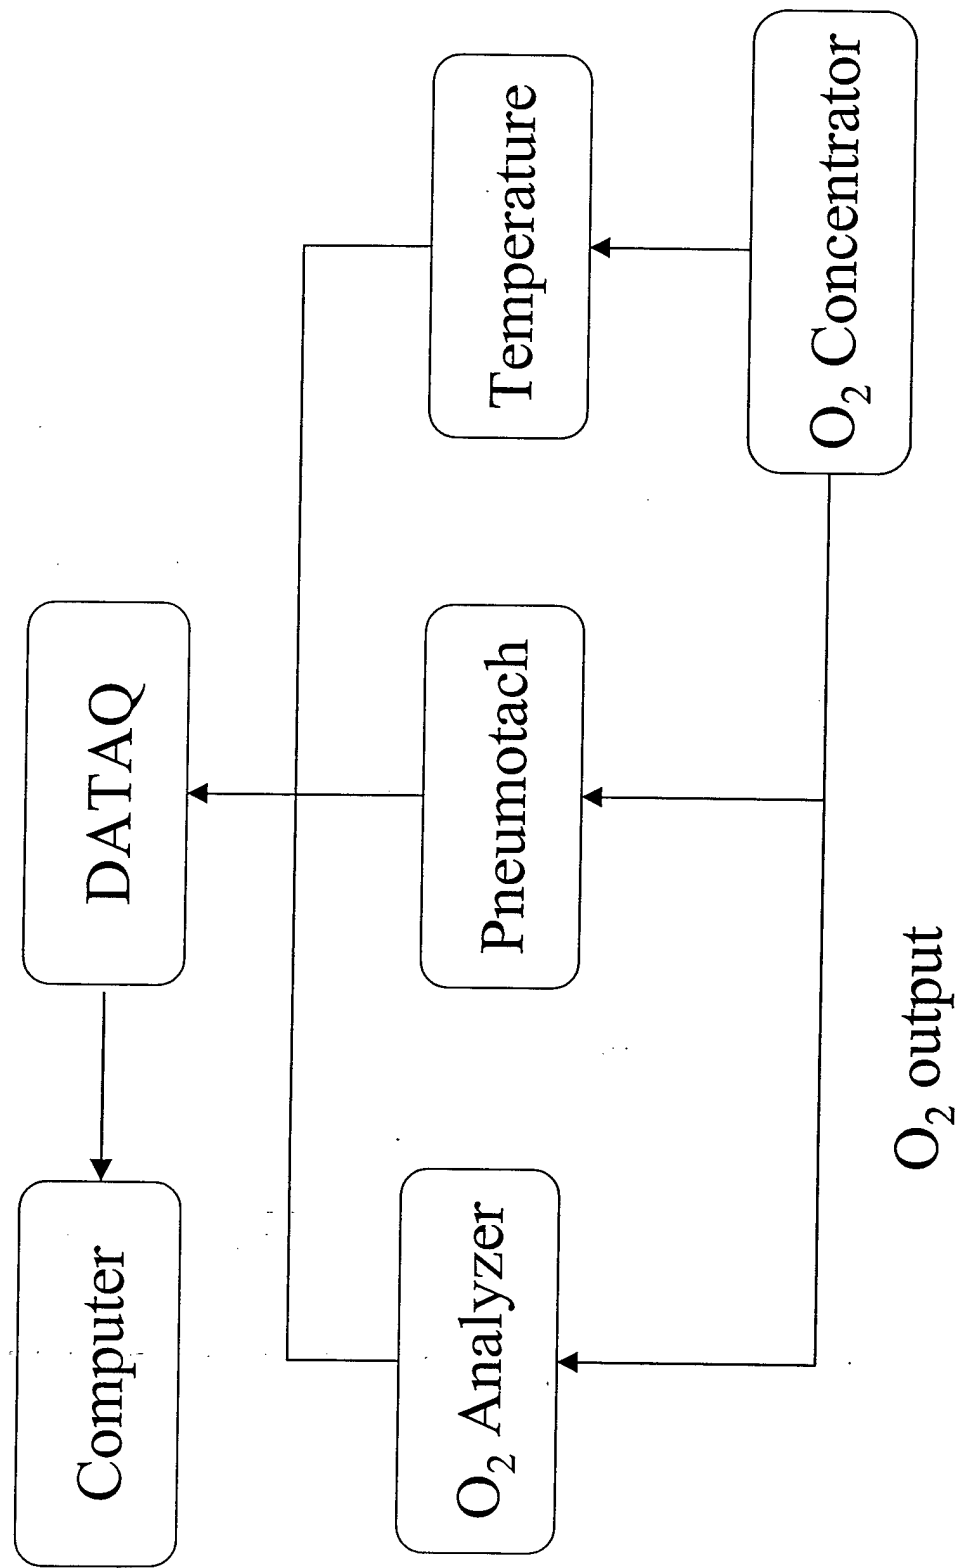 Computer
DATAQ
O₂ Analyzer
Pneumotach
Temperature
O₂ output
O₂ Concentrator